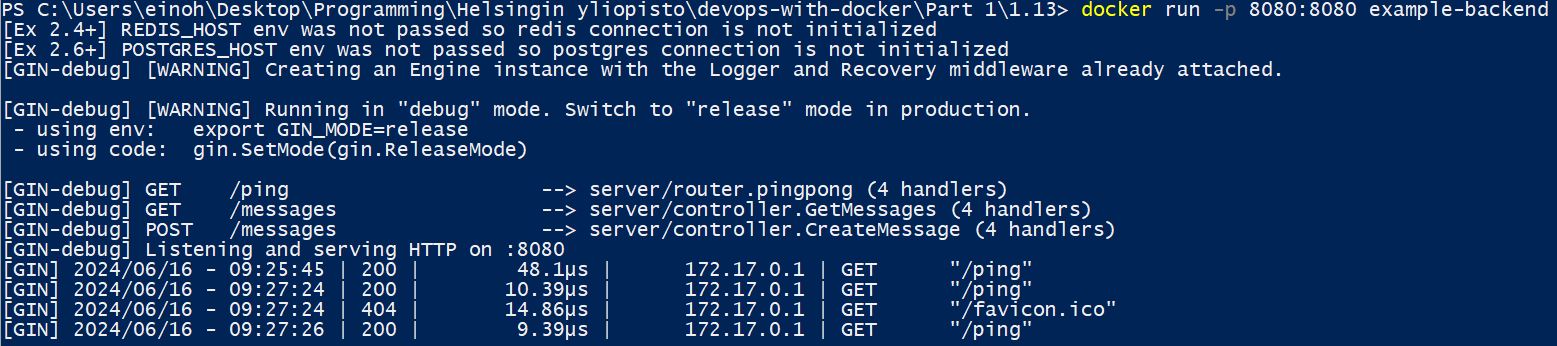 PS C:\Users\einoh\Desktop\Programming\Helsingin yliopisto\devops-with-docker\Part 1\1.13> docker run -p 8080:8080 example-backend
[Ex 2.4+] REDIS_HOST env was not passed so redis connection is not initialized
[Ex 2.6+] POSTGRES_HOST env was not passed so postgres connection is not initialized
[GIN-debug] [WARNING] Creating an Engine instance with the Logger and Recovery middleware already attached.

[GIN-debug] [WARNING] Running in "debug" mode. Switch to "release" mode in production.
 - using env:   export GIN_MODE=release
 - using code:  gin.SetMode(gin.ReleaseMode)

[GIN-debug] GET    /ping                     --> server/router.pingpong (4 handlers)
[GIN-debug] GET    /messages                 --> server/controller.GetMessages (4 handlers)
[GIN-debug] POST   /messages                 --> server/controller.CreateMessage (4 handlers)
[GIN-debug] Listening and serving HTTP on :8080
[GIN] 2024/06/16 - 09:25:45 | 200 |        48.1µs |      172.17.0.1 | GET      "/ping"
[GIN] 2024/06/16 - 09:27:24 | 200 |       10.39µs |      172.17.0.1 | GET      "/ping"
[GIN] 2024/06/16 - 09:27:24 | 404 |       14.86µs |      172.17.0.1 | GET      "/favicon.ico"
[GIN] 2024/06/16 - 09:27:26 | 200 |        9.39µs |      172.17.0.1 | GET      "/ping"